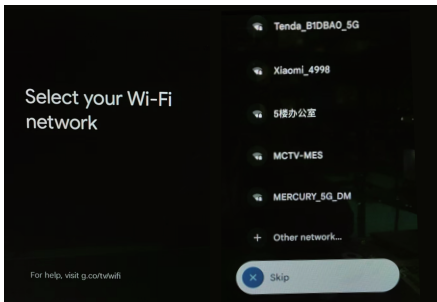 Select your Wi-Fi
network
For help, visit g.co/tv/wifi
Tenda_B1DBA0_5G
Xiaomi_4998
5楼办公室
MCTV-MES
MERCURY_5G_DM
+ Other network...
Skip